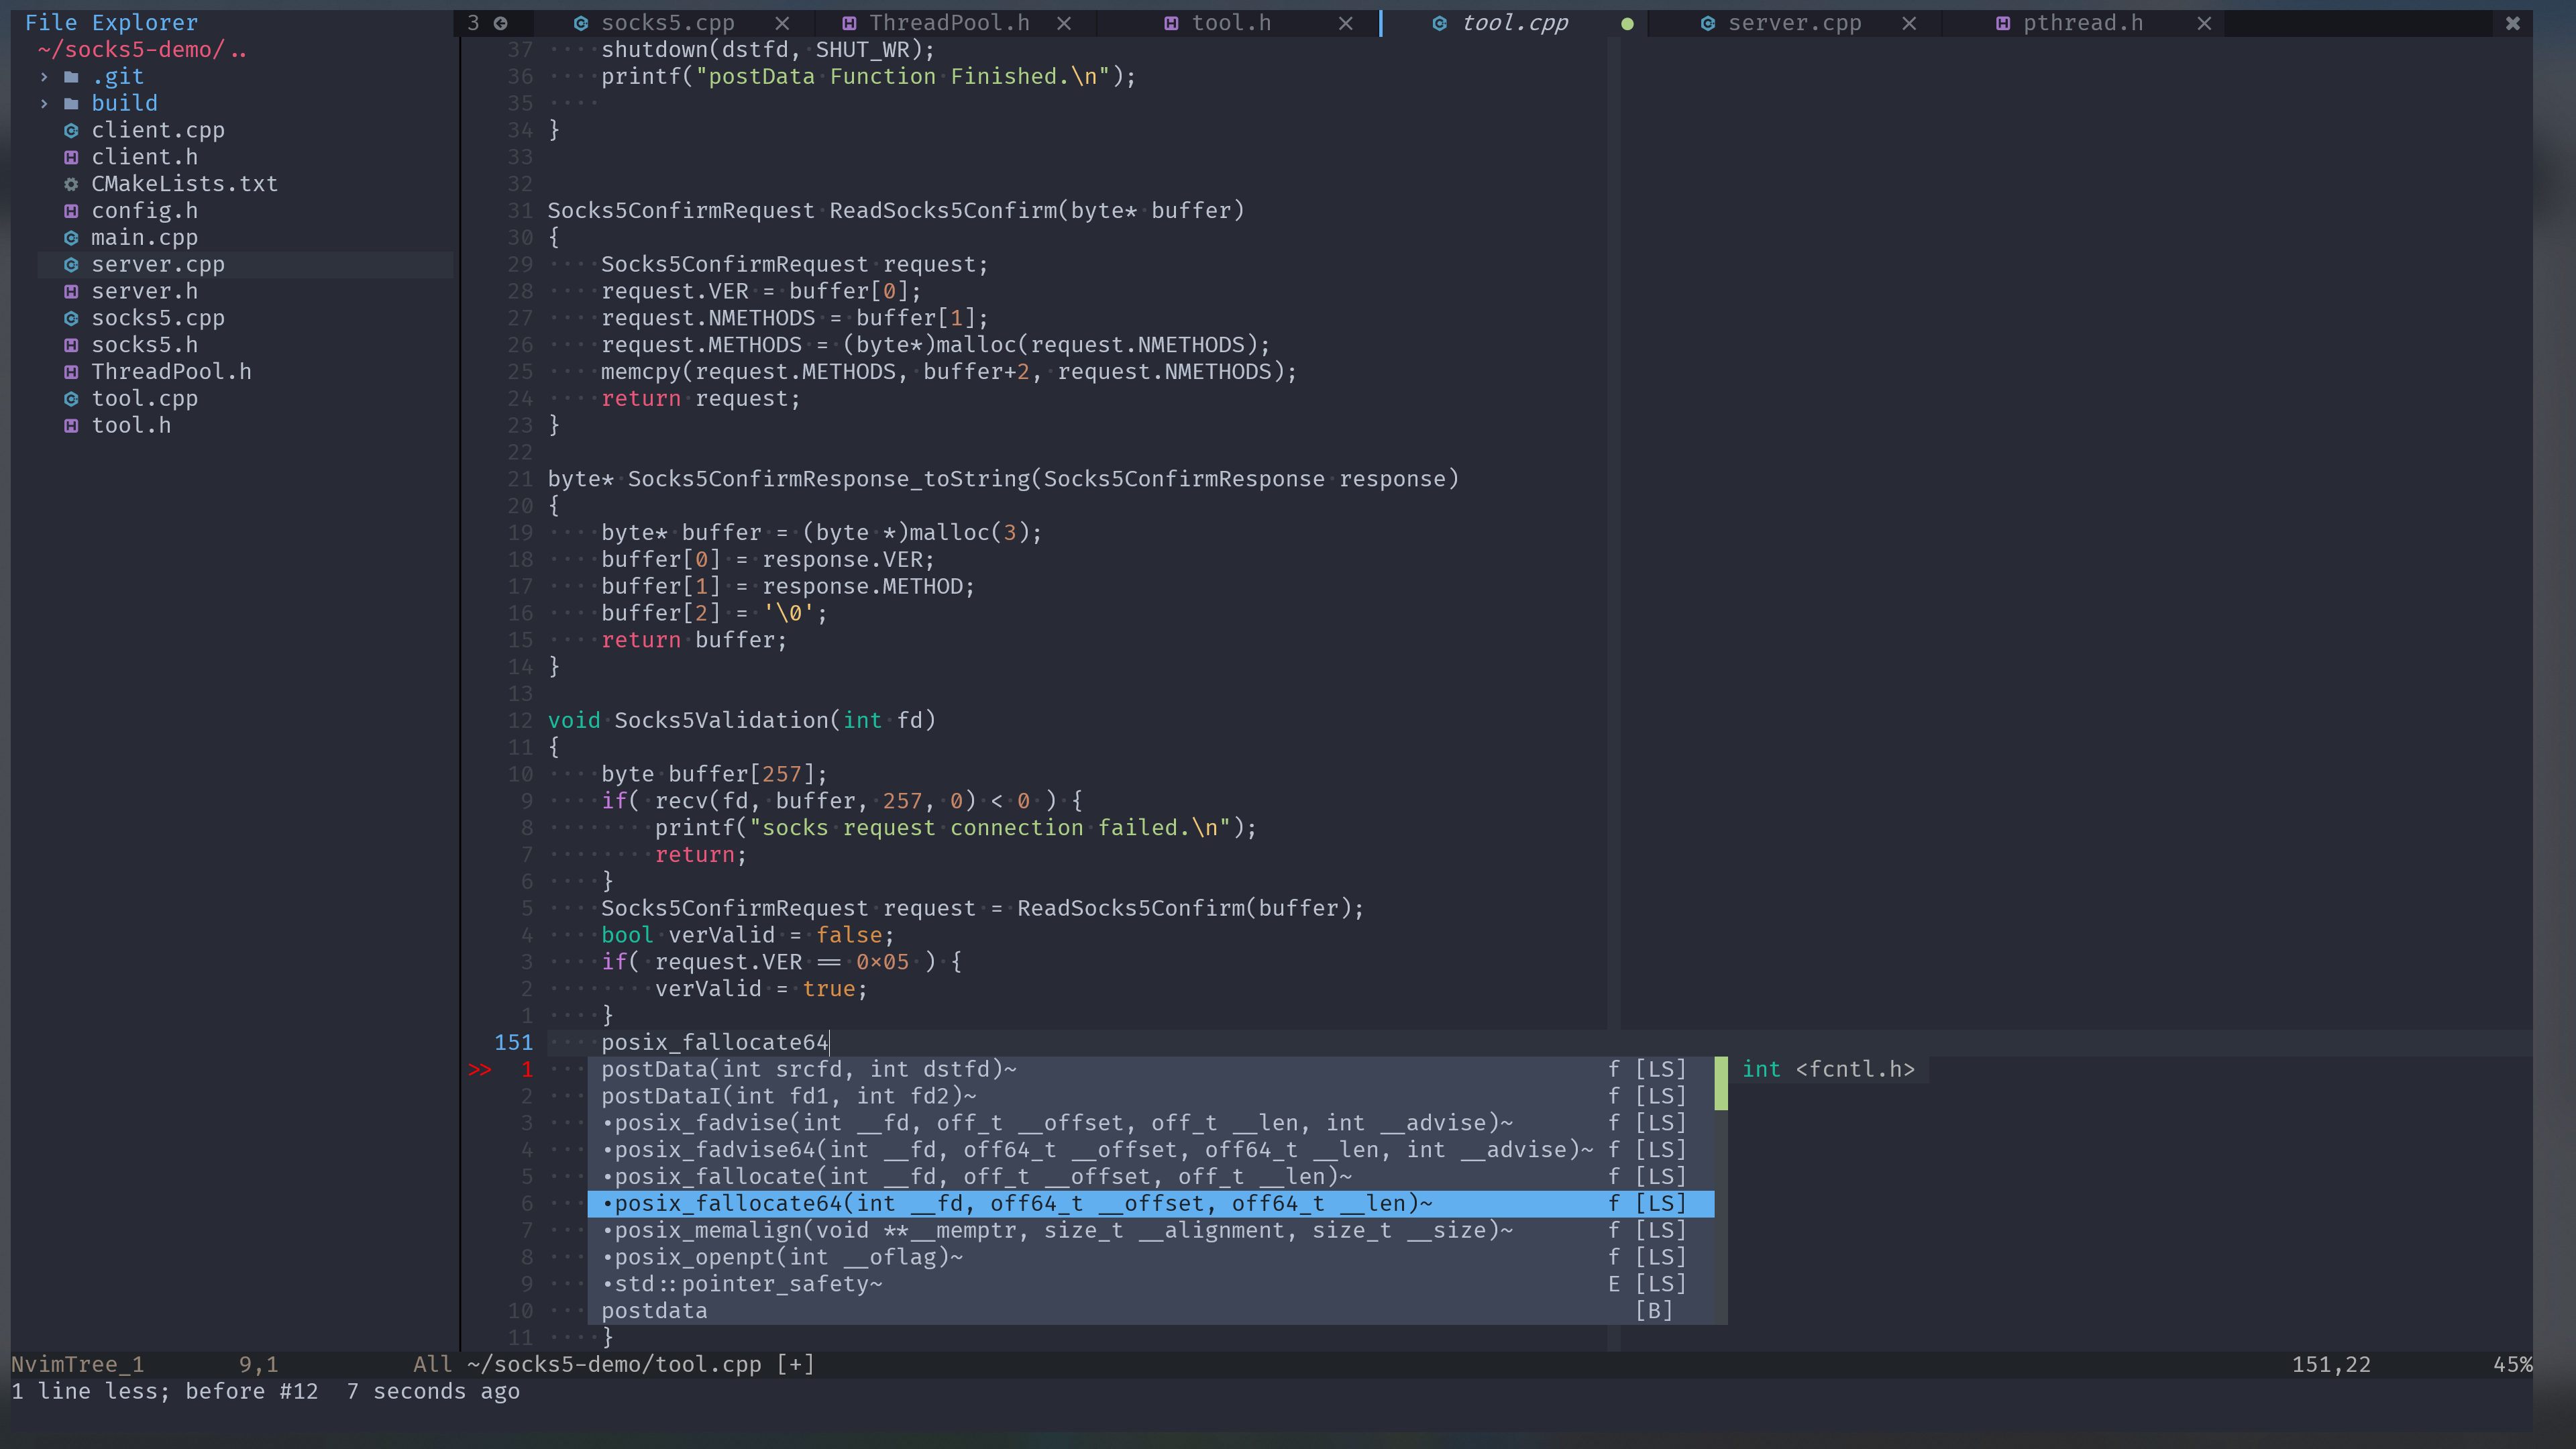 File Explorer
~/socks5-demo/..
.git
build
client.cpp
client.h
CMakeLists.txt
config.h
main.cpp
server.cpp
server.h
socks5.cpp
socks5.h
ThreadPool.h
tool.cpp
tool.h
3 socks5.cpp ThreadPool.h tool.h tool.cpp server.cpp pthread.h
37 ····shutdown(dstfd,·SHUT_WR);
36 ····printf("postData·Function·Finished.\n");
35 ····
34 }
33
32
31 Socks5ConfirmRequest·ReadSocks5Confirm(byte*·buffer)
30 {
29 ····Socks5ConfirmRequest·request;
28 ····request.VER·=·buffer[0];
27 ····request.NMETHODS·=·buffer[1];
26 ····request.METHODS·=·(byte*)malloc(request.NMETHODS);
25 ····memcpy(request.METHODS,·buffer+2,·request.NMETHODS);
24 ····return·request;
23 }
22
21 byte*·Socks5ConfirmResponse_toString(Socks5ConfirmResponse·response)
20 {
19 ····byte*·buffer·=·(byte·*)malloc(3);
18 ····buffer[0]·=·response.VER;
17 ····buffer[1]·=·response.METHOD;
16 ····buffer[2]·=·'\0';
15 ····return·buffer;
14 }
13
12 void·Socks5Validation(int·fd)
11 {
10 ····byte·buffer[257];
9 ····if(·recv(fd,·buffer,·257,·0)·<·0·)·{
8 ········printf("socks·request·connection·failed.\n");
7 ········return;
6 ····}
5 ····Socks5ConfirmRequest·request·=·ReadSocks5Confirm(buffer);
4 ····bool·verValid·=·false;
3 ····if(·request.VER·==·0×05·)·{
2 ········verValid·=·true;
1 ····}
151 ····posix_fallocate64
>> 1 ··· postData(int srcfd, int dstfd)~ f [LS] int <fcntl.h>
2 ··· postDataI(int fd1, int fd2)~ f [LS]
3 ··· •posix_fadvise(int __fd, off_t __offset, off_t __len, int __advise)~ f [LS]
4 ··· •posix_fadvise64(int __fd, off64_t __offset, off64_t __len, int __advise)~ f [LS]
5 ··· •posix_fallocate(int __fd, off_t __offset, off_t __len)~ f [LS]
6 ··· •posix_fallocate64(int __fd, off64_t __offset, off64_t __len)~ f [LS]
7 ··· •posix_memalign(void **__memptr, size_t __alignment, size_t __size)~ f [LS]
8 ··· •posix_openpt(int __oflag)~ f [LS]
9 ··· •std::pointer_safety~ E [LS]
10 ··· postdata [B]
11 ····}
NvimTree_1 9,1 All ~/socks5-demo/tool.cpp [+] 151,22 45%
1 line less; before #12  7 seconds ago